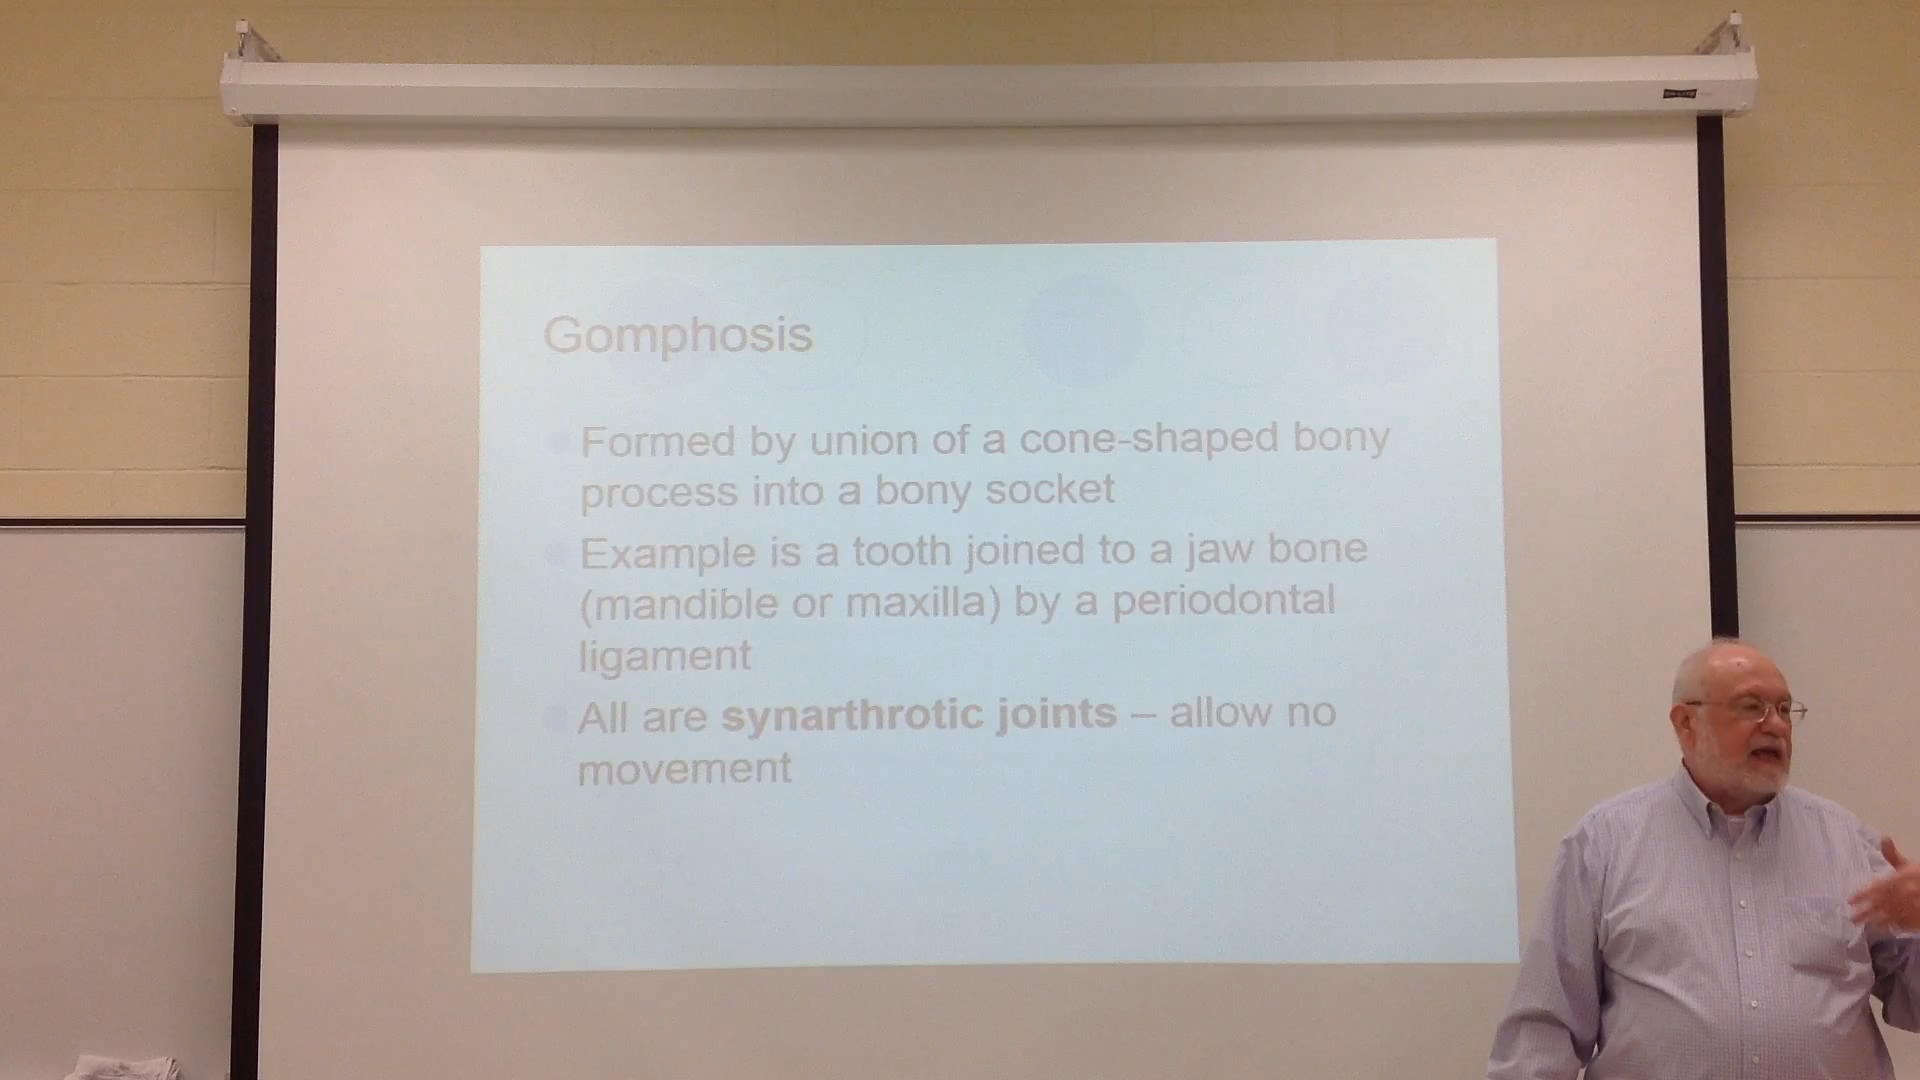 Gomphosis
Formed by union of a cone-shaped bony
process into a bony socket
Example is a tooth joined to a jaw bone
(mandible or maxilla) by a periodontal
ligament
All are synarthrotic joints – allow no
movement